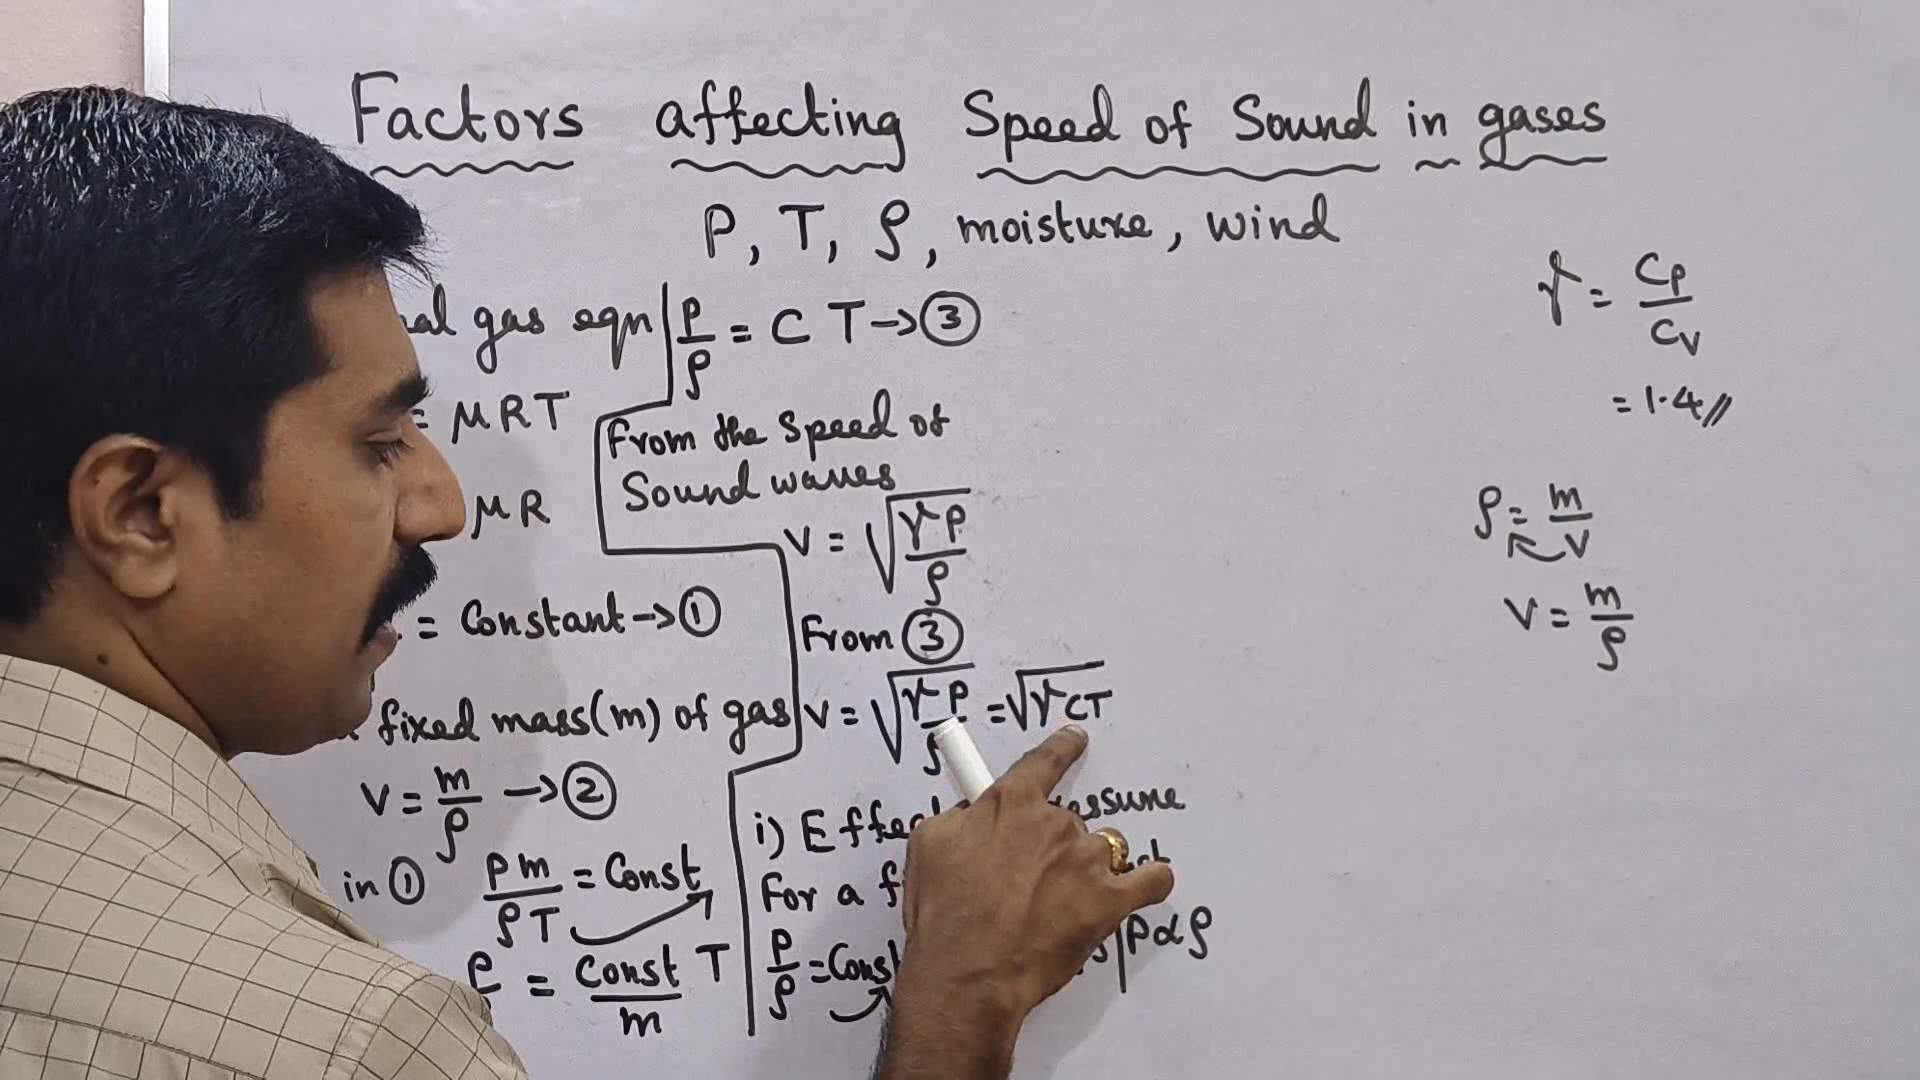 Factors affecting Speed of Sound in gases
P, T, ρ, moisture, wind
gas eqn
= μRT
μR
= Constant → ①
fixed mass(m) of gas
V = m/ρ → ②
in ① Pm/ρT = Const
= Const/m T
P/ρ = C T → ③
From the Speed of
Sound waves
V = √(γP/ρ)
From ③
V = √(γP/ρ) = √(γCT)
i)
For a
P/ρ =
P α ρ
γ = Cp/Cv
= 1.4//
ρ = m/V
V = m/ρ